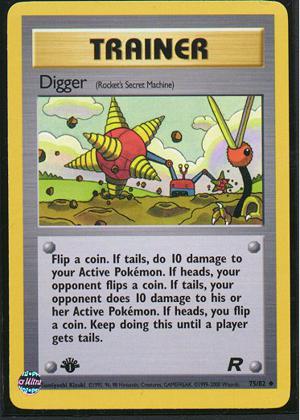 TRAINER
Digger (Rocket's Secret Machine)
Flip a coin. If tails, do 10 damage to
your Active Pokémon. If heads, your
opponent flips a coin. If tails, your
opponent does 10 damage to his or
her Active Pokémon. If heads, you flip
a coin. Keep doing this until a player
gets tails.
1
EDITION
R
75/82